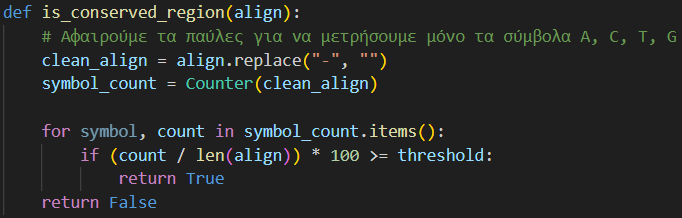 def is_conserved_region(align):
    # Αφαιρούμε τα παύλες για να μετρήσουμε μόνο τα σύμβολα A, C, T, G
    clean_align = align.replace("-", "")
    symbol_count = Counter(clean_align)

    for symbol, count in symbol_count.items():
        if (count / len(align)) * 100 >= threshold:
            return True
    return False